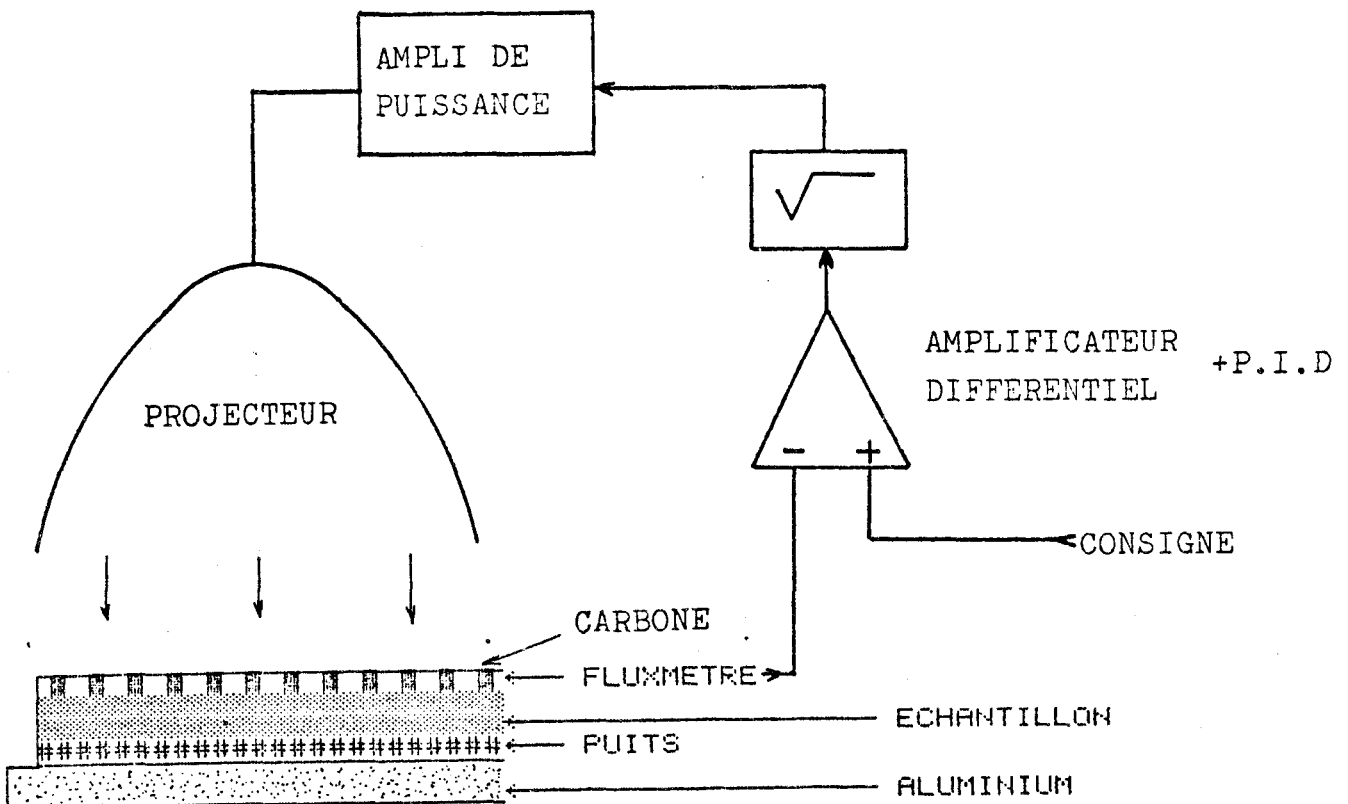 AMPLI DE
PUISSANCE
√
AMPLIFICATEUR
DIFFERENTIEL
+P.I.D
PROJECTEUR
- +
CONSIGNE
CARBONE
FLUXMETRE
ECHANTILLON
PUITS
ALUMINIUM